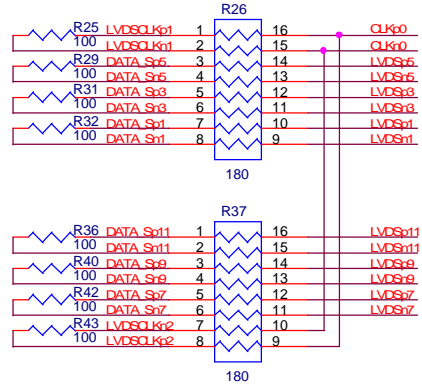 R26
R25 LVDSCLKp1 1 16 CLKp0
100 LVDSCLKn1 2 15 CLKn0
R29 DATA_Sp5 3 14 LVDSp5
100 DATA_Sn5 4 13 LVDSn5
R31 DATA_Sp3 5 12 LVDSp3
100 DATA_Sn3 6 11 LVDSn3
R32 DATA_Sp1 7 10 LVDSp1
100 DATA_Sn1 8 9 LVDSn1
180
R37
R36 DATA_Sp11 1 16 LVDSp11
100 DATA_Sn11 2 15 LVDSn11
R40 DATA_Sp9 3 14 LVDSp9
100 DATA_Sn9 4 13 LVDSn9
R42 DATA_Sp7 5 12 LVDSp7
100 DATA_Sn7 6 11 LVDSn7
R43 LVDSCLKn2 7 10
100 LVDSCLKp2 8 9
180